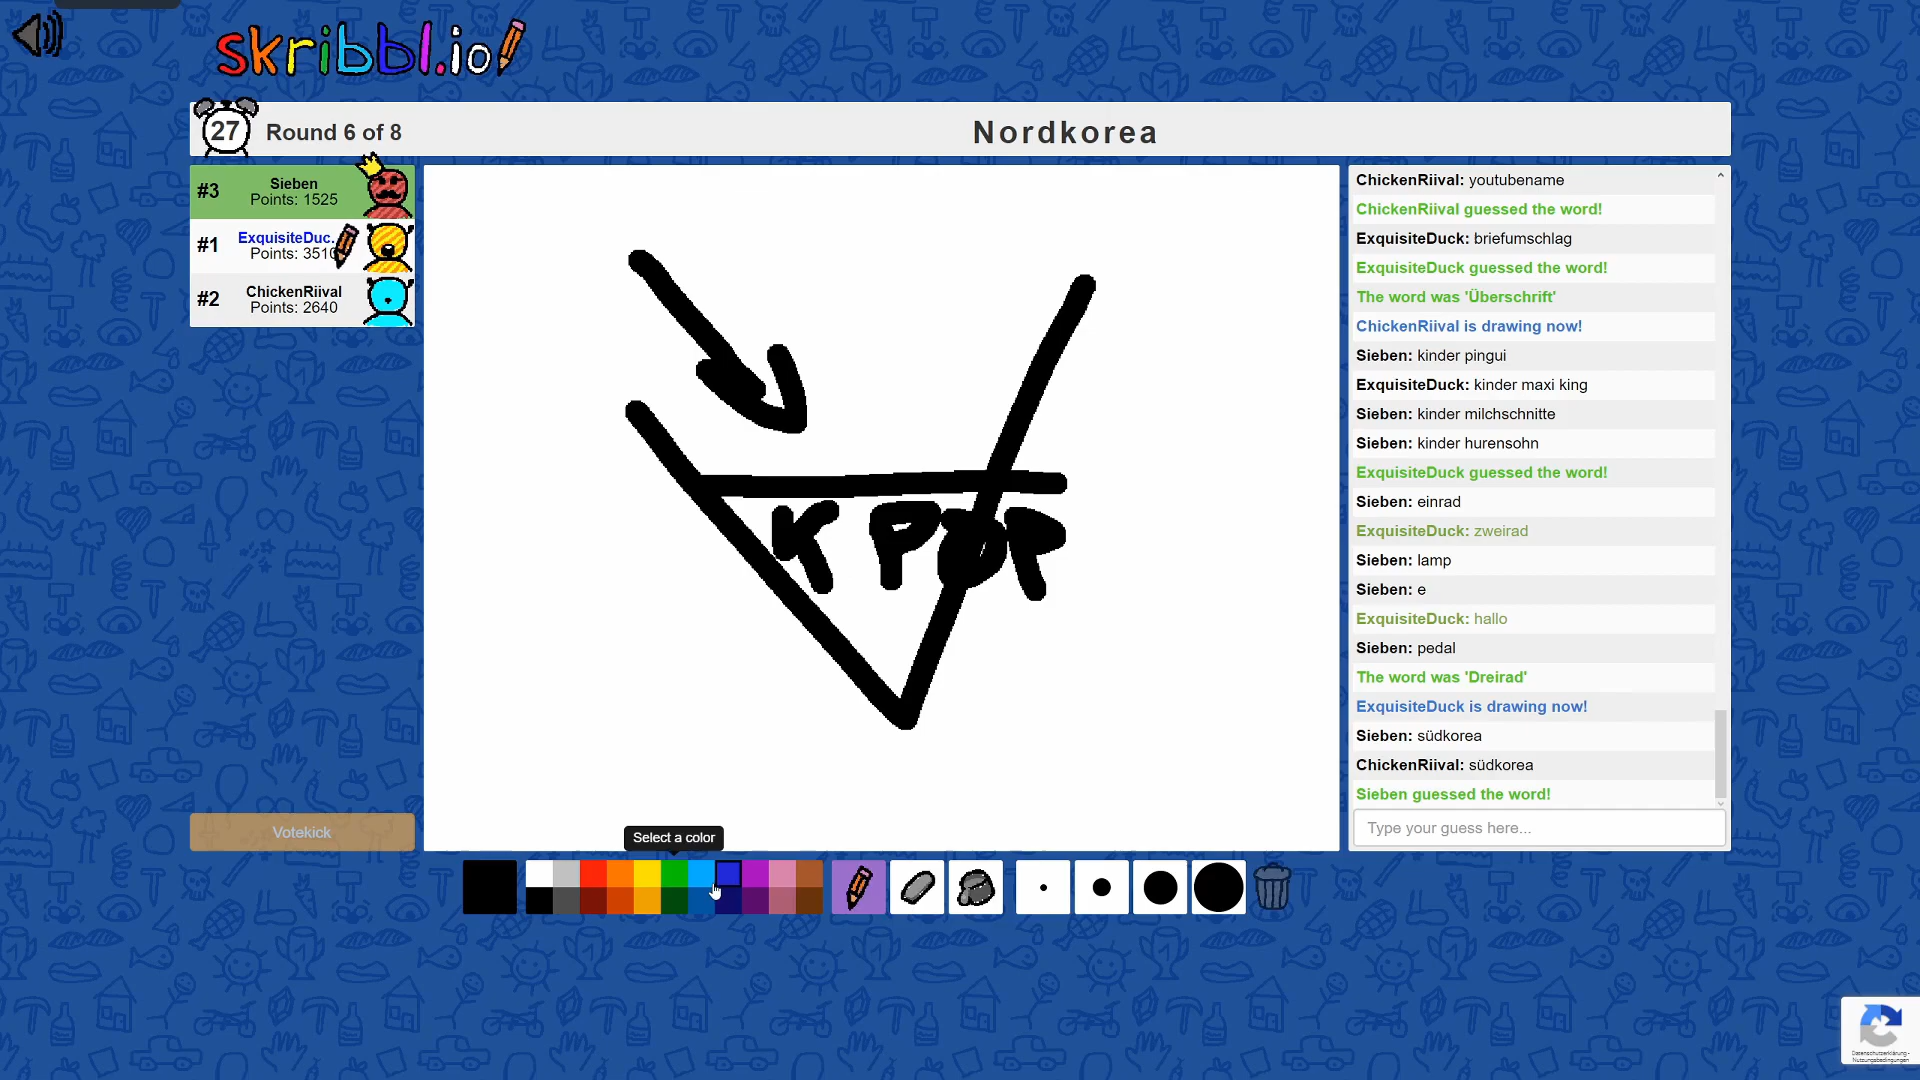 skribbl.io
27
Round 6 of 8
Nordkorea
#3
Sieben
Points: 1525
#1
ExquisiteDuc...
Points: 3510
#2
ChickenRiival
Points: 2640
Votekick
K POP
ChickenRiival: youtubename
ChickenRiival guessed the word!
ExquisiteDuck: briefumschlag
ExquisiteDuck guessed the word!
The word was 'Überschrift'
ChickenRiival is drawing now!
Sieben: kinder pingui
ExquisiteDuck: kinder maxi king
Sieben: kinder milchschnitte
Sieben: kinder hurensohn
ExquisiteDuck guessed the word!
Sieben: einrad
ExquisiteDuck: zweirad
Sieben: lamp
Sieben: e
ExquisiteDuck: hallo
Sieben: pedal
The word was 'Dreirad'
ExquisiteDuck is drawing now!
Sieben: südkorea
ChickenRiival: südkorea
Sieben guessed the word!
Type your guess here...
Select a color
Datenschutzerklärung -
Nutzungsbedingungen